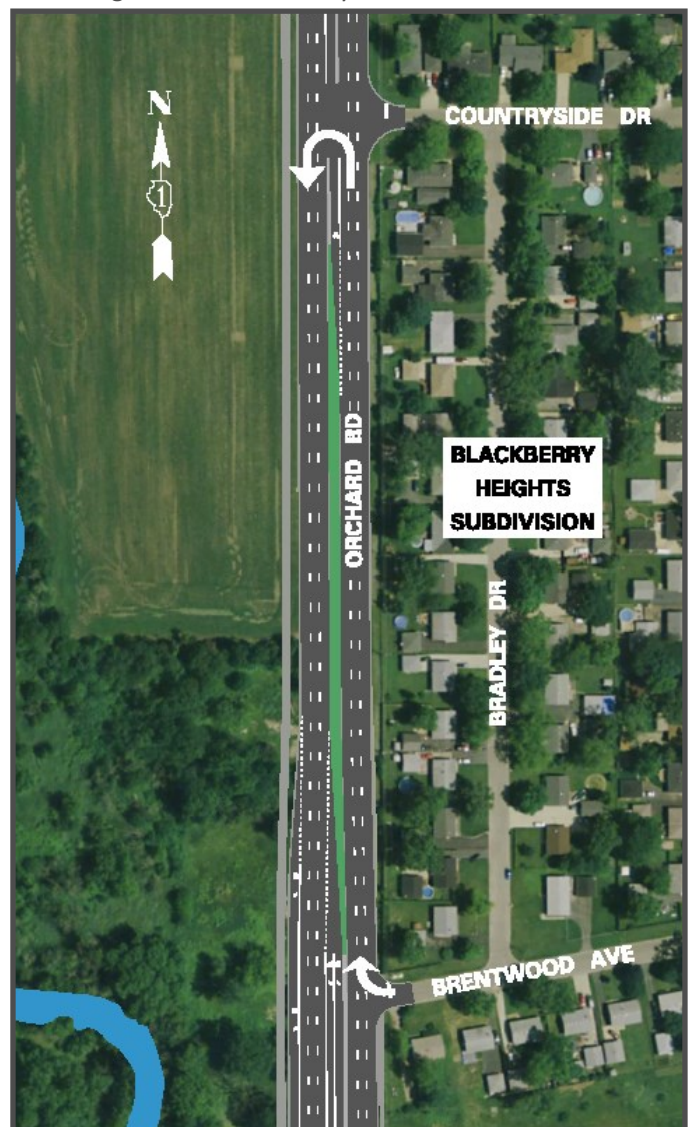 N
COUNTRYSIDE DR
1
ORCHARD RD
BLACKBERRY
HEIGHTS
SUBDIVISION
BRADLEY DR
BRENTWOOD AVE